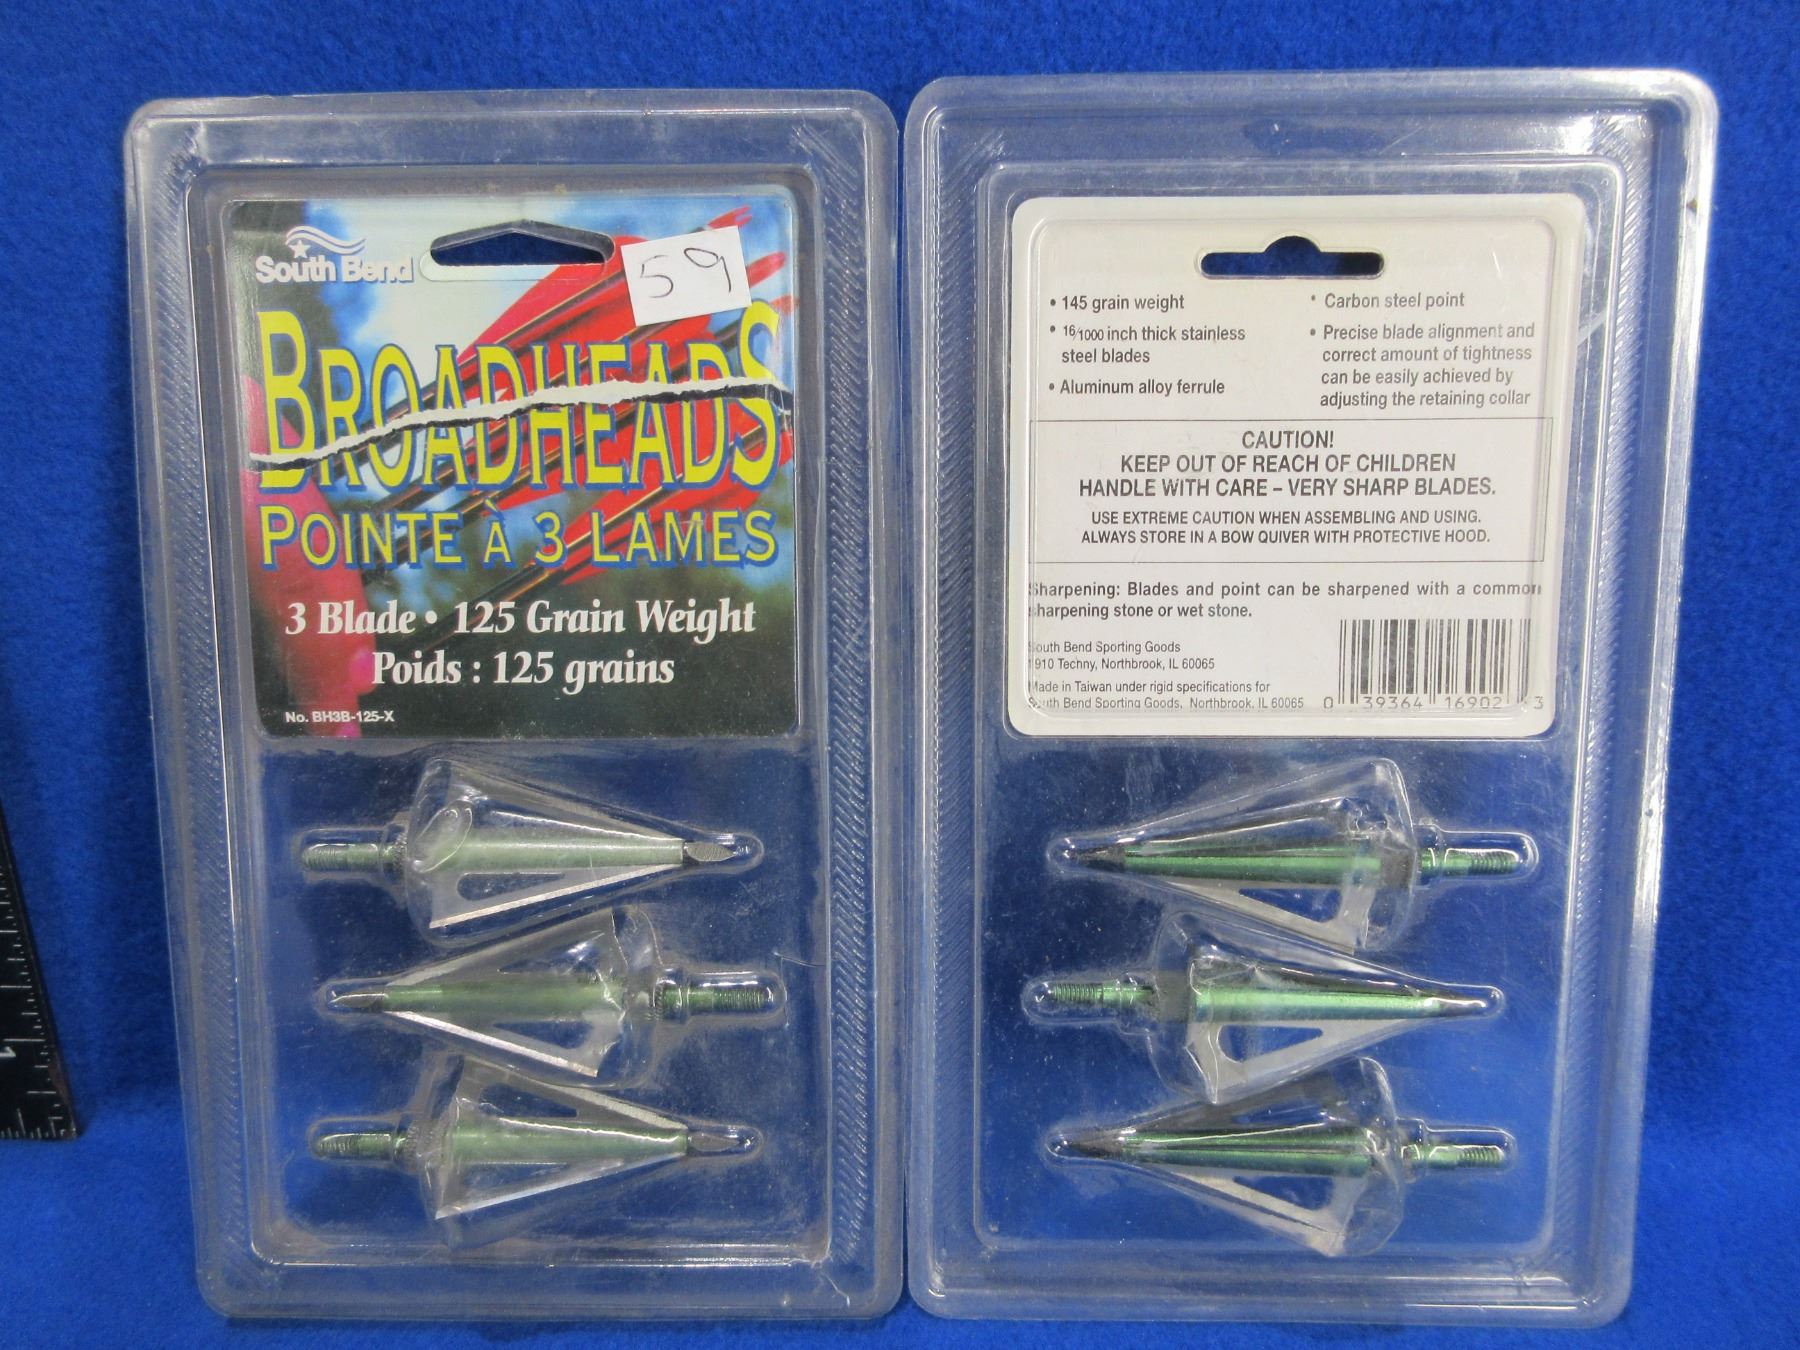 South Bend
59
BROADHEADS
POINTE À 3 LAMES
3 Blade • 125 Grain Weight
Poids : 125 grains
No. BH3B-125-X
• 145 grain weight
• 16/1000 inch thick stainless
steel blades
• Aluminum alloy ferrule
• Carbon steel point
• Precise blade alignment and
correct amount of tightness
can be easily achieved by
adjusting the retaining collar
CAUTION!
KEEP OUT OF REACH OF CHILDREN
HANDLE WITH CARE – VERY SHARP BLADES.
USE EXTREME CAUTION WHEN ASSEMBLING AND USING.
ALWAYS STORE IN A BOW QUIVER WITH PROTECTIVE HOOD.
Sharpening: Blades and point can be sharpened with a common
sharpening stone or wet stone.
South Bend Sporting Goods
1910 Techny, Northbrook, IL 60065
Made in Taiwan under rigid specifications for
South Bend Sporting Goods, Northbrook, IL 60065
0 39364 16902 3
1